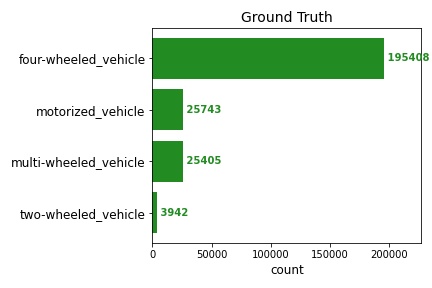 Ground Truth
four-wheeled_vehicle 195408
motorized_vehicle 25743
multi-wheeled_vehicle 25405
two-wheeled_vehicle 3942
0 50000 100000 150000 200000
count